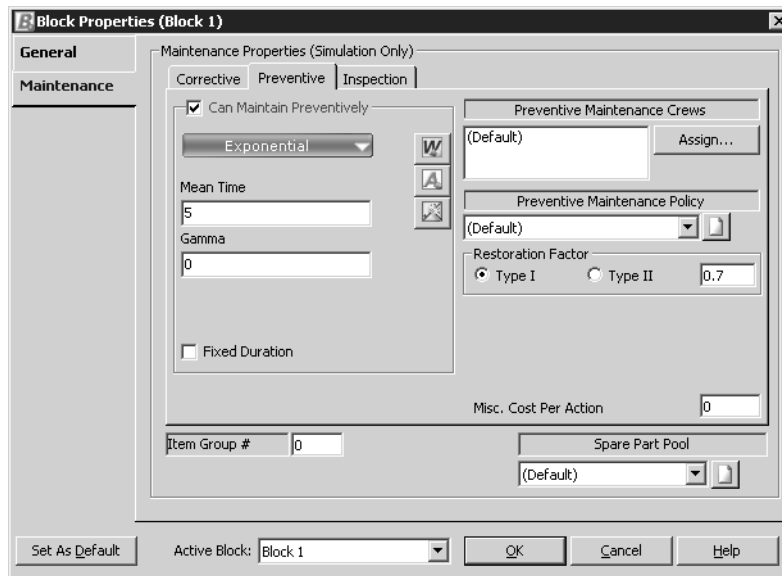 Block Properties (Block 1)
General
Maintenance
Maintenance Properties (Simulation Only)
Corrective Preventive Inspection
Can Maintain Preventively
Exponential
Mean Time
5
Gamma
0
Fixed Duration
Preventive Maintenance Crews
(Default)
Assign...
Preventive Maintenance Policy
(Default)
Restoration Factor
Type I Type II 0.7
Misc. Cost Per Action 0
Item Group # 0
Spare Part Pool
(Default)
Set As Default Active Block: Block 1 OK Cancel Help